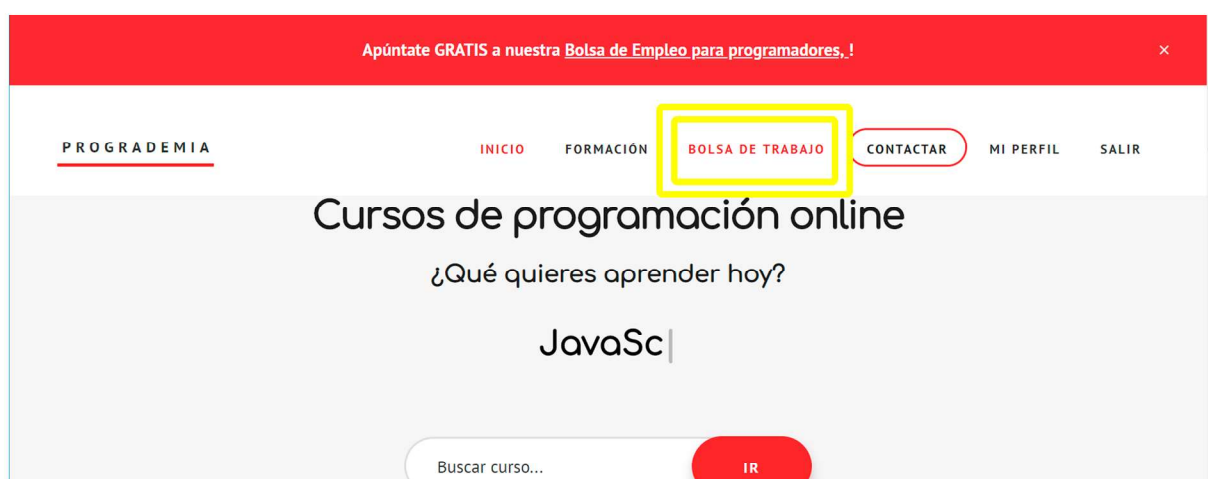 Apúntate GRATIS a nuestra Bolsa de Empleo para programadores, !
×
PROGRADEMIA
INICIO FORMACIÓN BOLSA DE TRABAJO CONTACTAR MI PERFIL SALIR
Cursos de programación online
¿Qué quieres aprender hoy?
JavaSc|
Buscar curso... IR